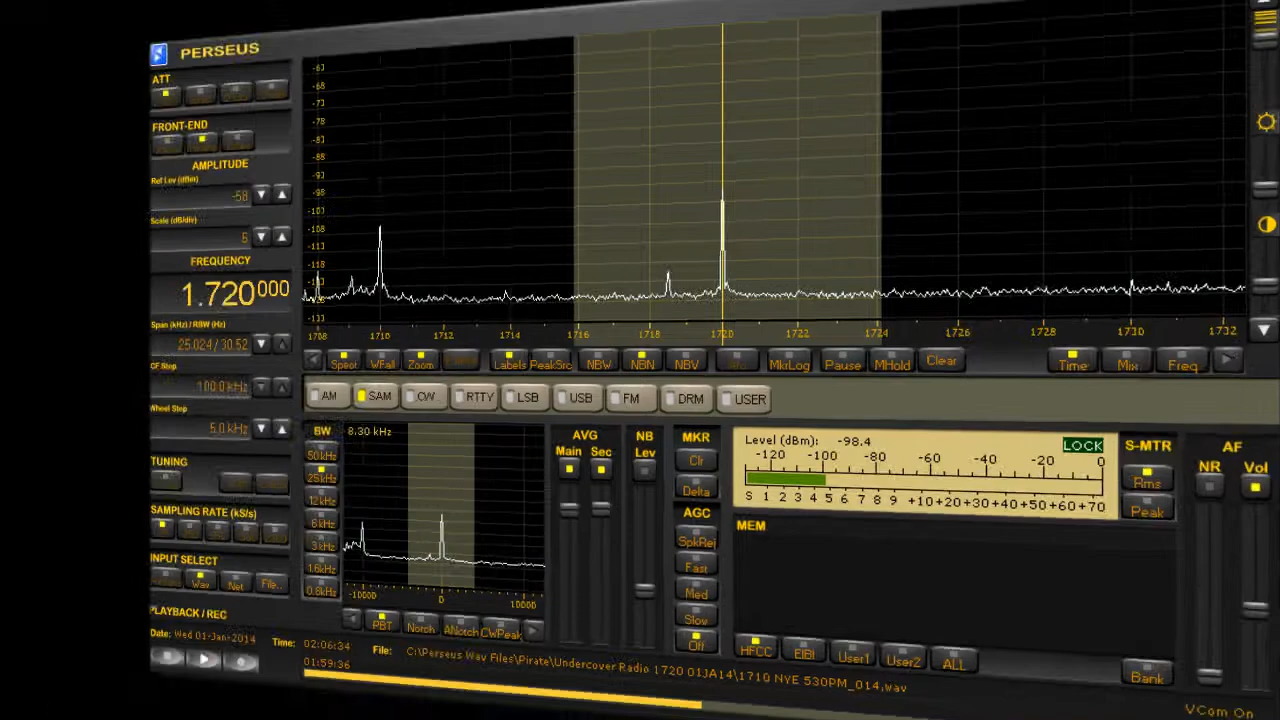 PERSEUS
ATT
FRONT-END
AMPLITUDE
Ref Lev (dBm)
-58
Scale (dB/div)
5
FREQUENCY
1.720000
Span (kHz) / RBW (Hz)
25.024 / 30.52
CF Step
100.0 kHz
Wheel Step
5.0 kHz
TUNING
SAMPLING RATE (kS/s)
INPUT SELECT
Wav Net File..
PLAYBACK / REC
Date: Wed 01-Jan-2014
Time: 02:06:34
01:59:36
File: C:\Perseus Wav Files\Pirate\Undercover Radio 1720 01JA14\1710 NYE 530PM_014.wav
-63
-68
-73
-78
-83
-88
-93
-98
-103
-108
-113
-118
-133
1708 1710 1712 1714 1716 1718 1720 1722 1724 1726 1728 1730 1732
Spect WFall Zoom Labels PeakSrc NBW NBN NBV MkrLog Pause MHold Clear Time Mix Freq
AM SAM CW RTTY LSB USB FM DRM USER
BW
50kHz
25kHz
12kHz
6kHz
3kHz
1.6kHz
0.8kHz
8.30 kHz
-10000 0 10000
PBT Notch ANotch CWPeak
AVG
Main Sec
NB
Lev
MKR
Clr
Delta
AGC
SpkRej
Fast
Med
Slow
Off
Level (dBm): -98.4
LOCK
-120 -100 -80 -60 -40 -20 0
S 1 2 3 4 5 6 7 8 9 +10+20+30+40+50+60+70
S-MTR
Rms
Peak
AF
NR Vol
MEM
HFCC EIBI User1 User2 ALL
Bank
VCom On